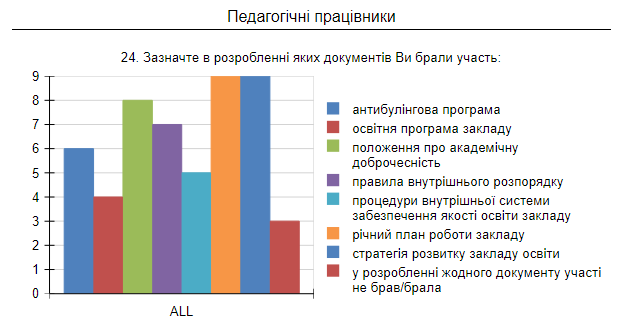 Педагогічні працівники
24. Зазначте в розробленні яких документів Ви брали участь:
9
8
7
6
5
4
3
2
1
0
ALL
антибулінгова програма
освітня програма закладу
положення про академічну
доброчесність
правила внутрішнього розпорядку
процедури внутрішньої системи
забезпечення якості освіти закладу
річний план роботи закладу
стратегія розвитку закладу освіти
у розробленні жодного документу участі
не брав/брала